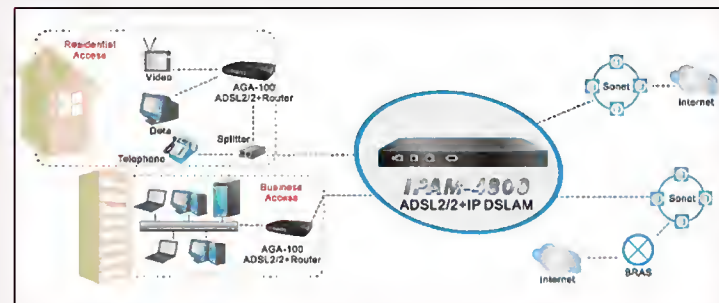 Residential
Access
Video
AGA-100
ADSL2/2+Router
Data
Splitter
Telephone
Sonet
Internet
IPAM-4800
ADSL2/2+IP DSLAM
Business
Access
AGA-100
ADSL2/2+Router
Sonet
Internet
BRAS